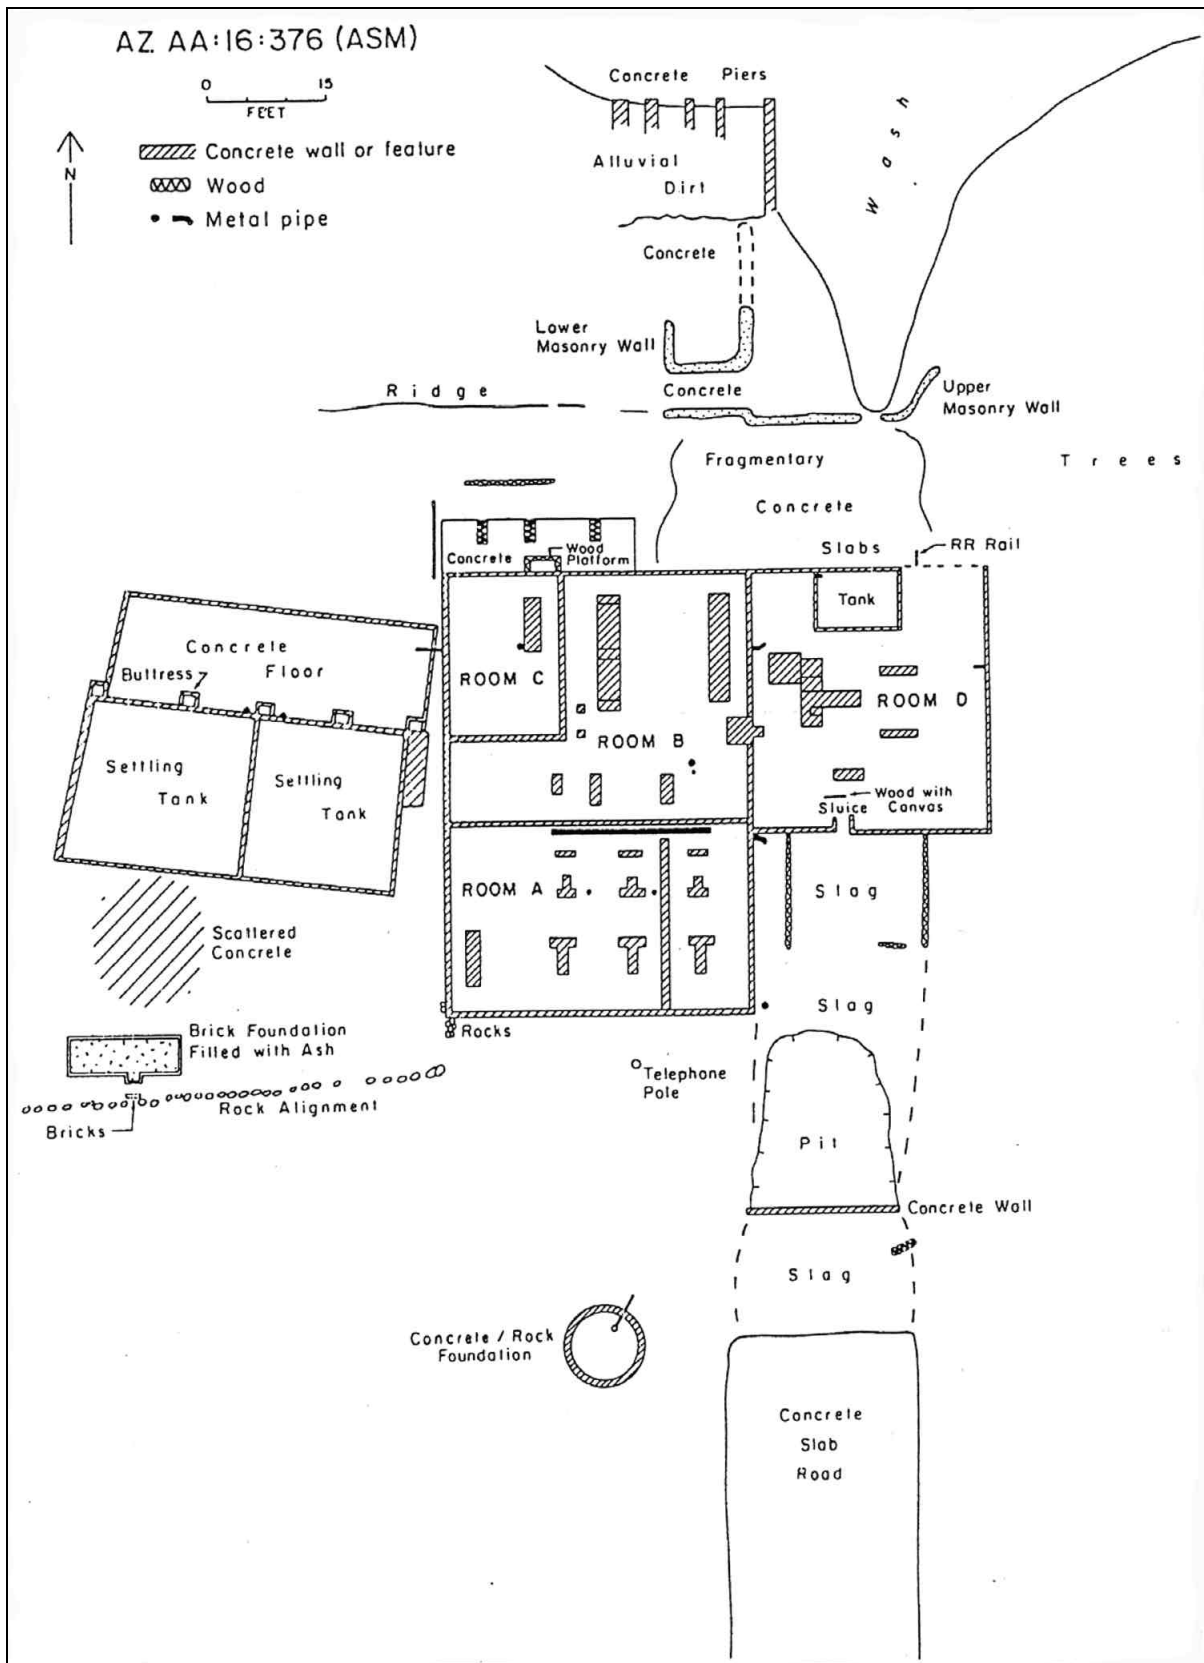 AZ. AA:16:376 (ASM)
0 15
FEET
N
Concrete wall or feature
Wood
Metal pipe
Concrete Piers
Alluvial
Dirt
Wash
Concrete
Lower
Masonry Wall
Ridge
Concrete
Upper
Masonry Wall
Fragmentary
Trees
Concrete
Slabs
RR Rail
Concrete
Wood
Platform
Tank
Concrete
Floor
Buttress
ROOM C
ROOM D
ROOM B
Settling
Tank
Settling
Tank
Wood with
Canvas
Sluice
ROOM A
Slag
Scattered
Concrete
Slag
Brick Foundation
Filled with Ash
Rocks
Telephone
Pole
Rock Alignment
Bricks
Pit
Concrete Wall
Slag
Concrete / Rock
Foundation
Concrete
Slab
Road